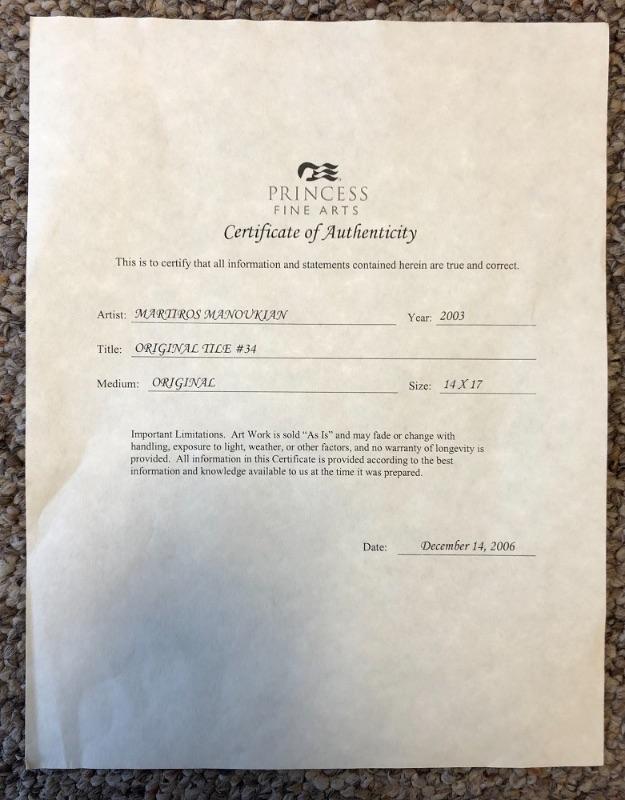 PRINCESS
FINE ARTS
Certificate of Authenticity
This is to certify that all information and statements contained herein are true and correct.
Artist: MARTIROS MANOUKIAN Year: 2003
Title: ORIGINAL TILE #34
Medium: ORIGINAL Size: 14 X 17
Important Limitations. Art Work is sold "As Is" and may fade or change with
handling, exposure to light, weather, or other factors, and no warranty of longevity is
provided. All information in this Certificate is provided according to the best
information and knowledge available to us at the time it was prepared.
Date: December 14, 2006